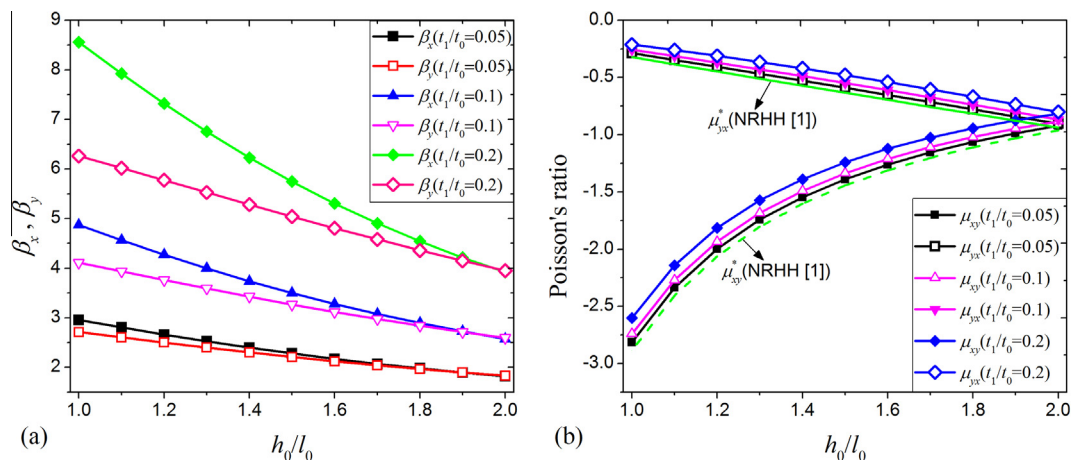 9
8
7
6
5
4
3
2
β̅x, βy
βx(t1/t0=0.05)
βy(t1/t0=0.05)
βx(t1/t0=0.1)
βy(t1/t0=0.1)
βx(t1/t0=0.2)
βy(t1/t0=0.2)
1.0 1.2 1.4 1.6 1.8 2.0
(a)
h0/l0
0.0
-0.5
-1.0
-1.5
-2.0
-2.5
-3.0
Poisson's ratio
μ*yx(NRHH [1])
μ*xy(NRHH [1])
μxy(t1/t0=0.05)
μyx(t1/t0=0.05)
μxy(t1/t0=0.1)
μyx(t1/t0=0.1)
μxy(t1/t0=0.2)
μyx(t1/t0=0.2)
1.0 1.2 1.4 1.6 1.8 2.0
(b)
h0/l0